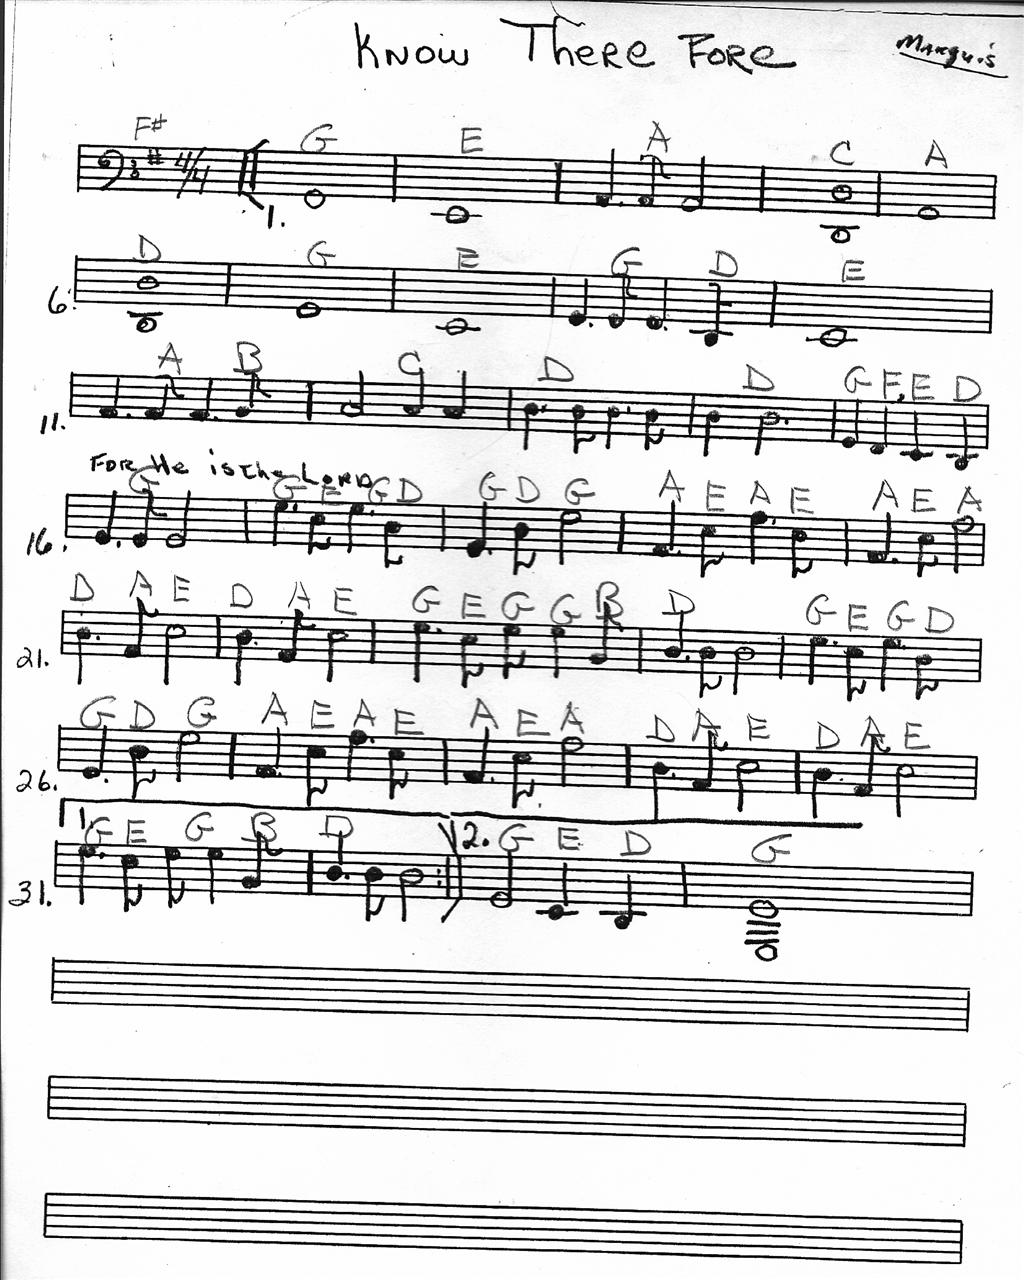 Know There Fore
Marquis
F# G E A C A
4/4
1.
D G E G D E
6.
A B C D D G F E D
11.
For He is the Lord
G G E G D G D G A E A E A E A
16.
D A E D A E G E G G B D G E G D
21.
G D G A E A E A E A D A E D A E
26.
1. 2.
G E G B D G E D G
31.